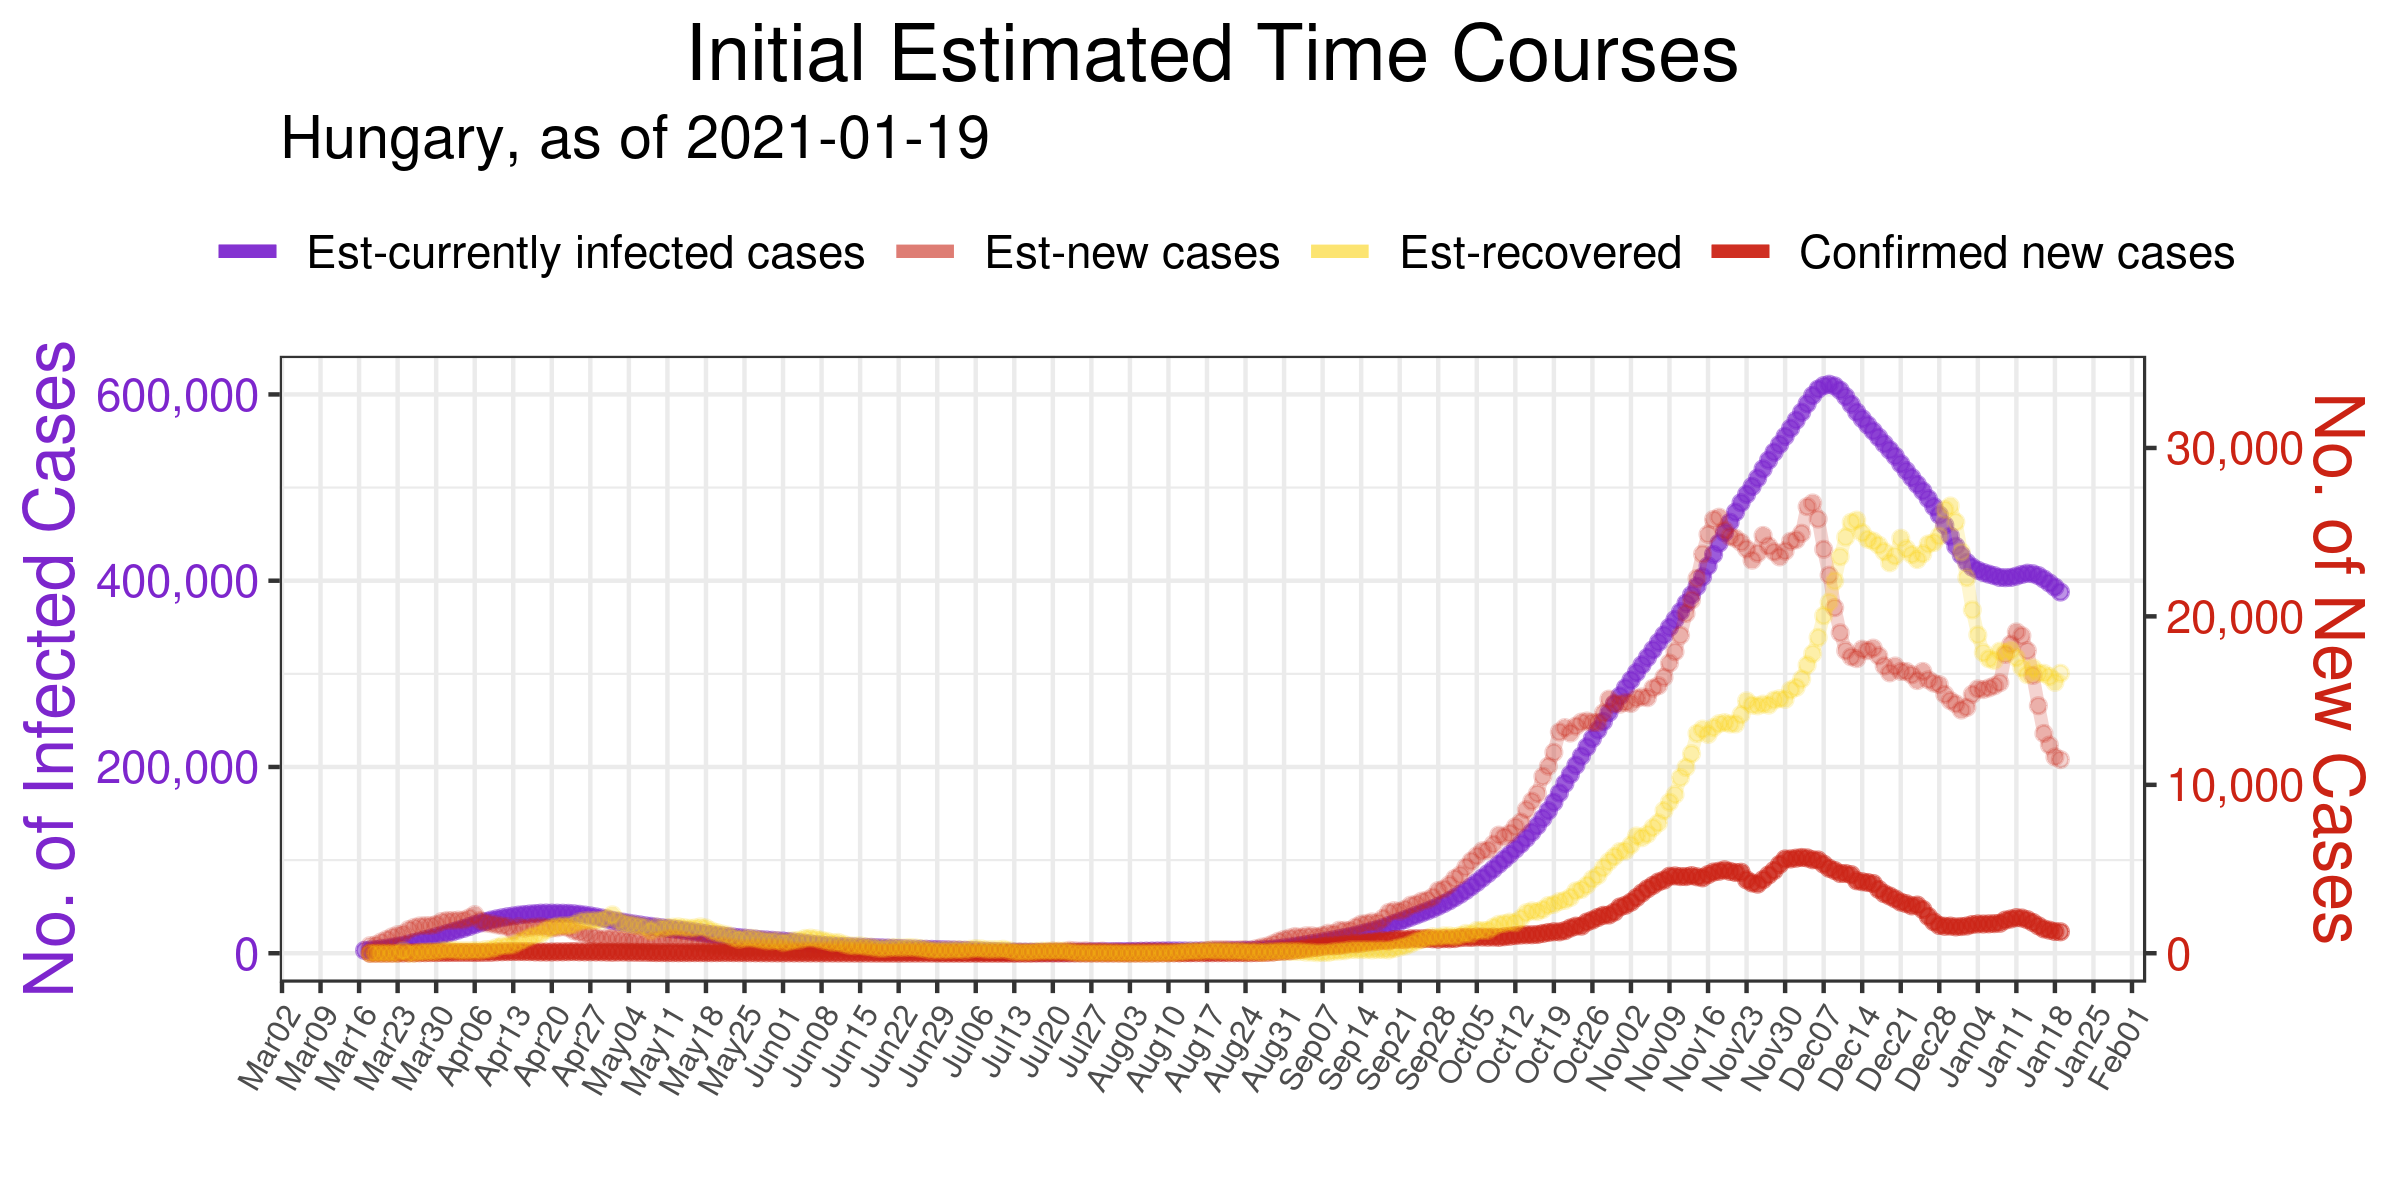 Initial Estimated Time Courses
Hungary, as of 2021-01-19
Est-currently infected cases
Est-new cases
Est-recovered
Confirmed new cases
No. of Infected Cases
600,000
400,000
200,000
0
30,000
20,000
10,000
0
No. of New Cases
Mar02
Mar09
Mar16
Mar23
Mar30
Apr06
Apr13
Apr20
Apr27
May04
May11
May18
May25
Jun01
Jun08
Jun15
Jun22
Jun29
Jul06
Jul13
Jul20
Jul27
Aug03
Aug10
Aug17
Aug24
Aug31
Sep07
Sep14
Sep21
Sep28
Oct05
Oct12
Oct19
Oct26
Nov02
Nov09
Nov16
Nov23
Nov30
Dec07
Dec14
Dec21
Dec28
Jan04
Jan11
Jan18
Jan25
Feb01